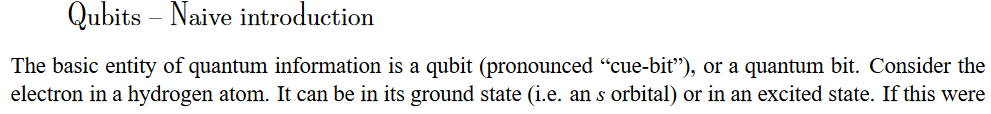 Qubits – Naive introduction
The basic entity of quantum information is a qubit (pronounced “cue-bit”), or a quantum bit. Consider the
electron in a hydrogen atom. It can be in its ground state (i.e. an s orbital) or in an excited state. If this were